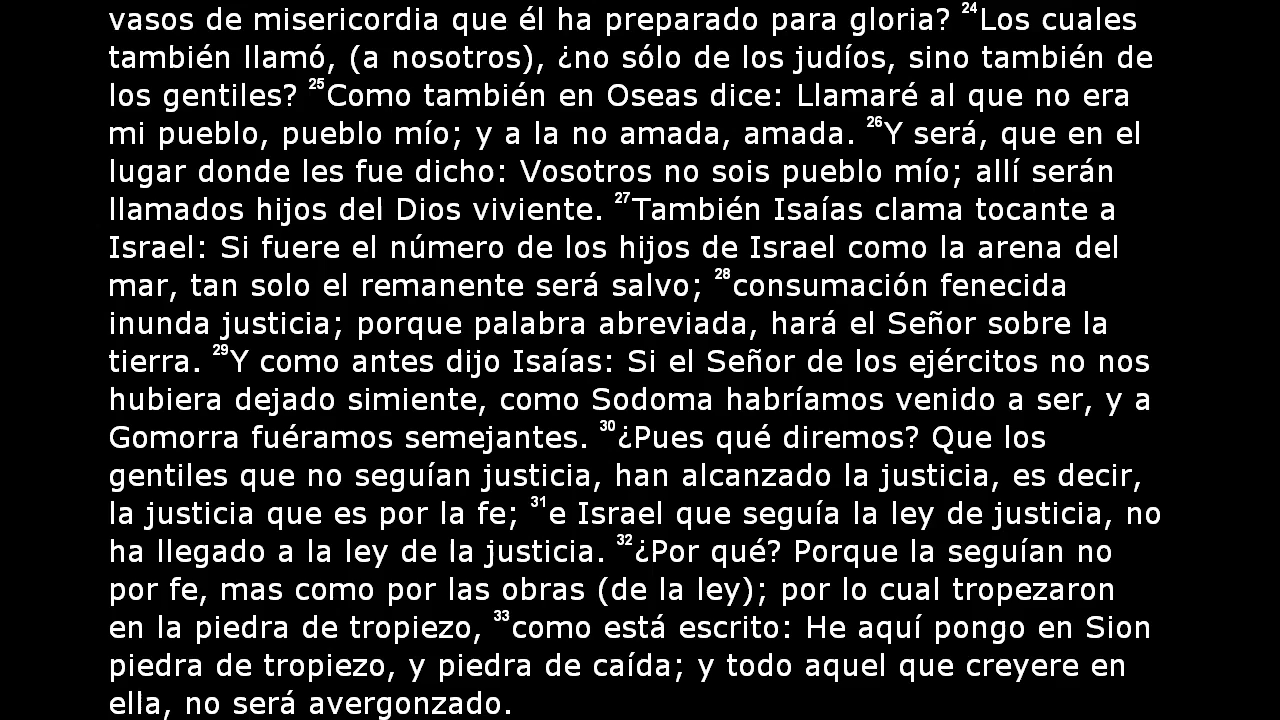 vasos de misericordia que él ha preparado para gloria? 24Los cuales
también llamó, (a nosotros), ¿no sólo de los judíos, sino también de
los gentiles? 25Como también en Oseas dice: Llamaré al que no era
mi pueblo, pueblo mío; y a la no amada, amada. 26Y será, que en el
lugar donde les fue dicho: Vosotros no sois pueblo mío; allí serán
llamados hijos del Dios viviente. 27También Isaías clama tocante a
Israel: Si fuere el número de los hijos de Israel como la arena del
mar, tan solo el remanente será salvo; 28consumación fenecida
inunda justicia; porque palabra abreviada, hará el Señor sobre la
tierra. 29Y como antes dijo Isaías: Si el Señor de los ejércitos no nos
hubiera dejado simiente, como Sodoma habríamos venido a ser, y a
Gomorra fuéramos semejantes. 30¿Pues qué diremos? Que los
gentiles que no seguían justicia, han alcanzado la justicia, es decir,
la justicia que es por la fe; 31e Israel que seguía la ley de justicia, no
ha llegado a la ley de la justicia. 32¿Por qué? Porque la seguían no
por fe, mas como por las obras (de la ley); por lo cual tropezaron
en la piedra de tropiezo, 33como está escrito: He aquí pongo en Sion
piedra de tropiezo, y piedra de caída; y todo aquel que creyere en
ella, no será avergonzado.